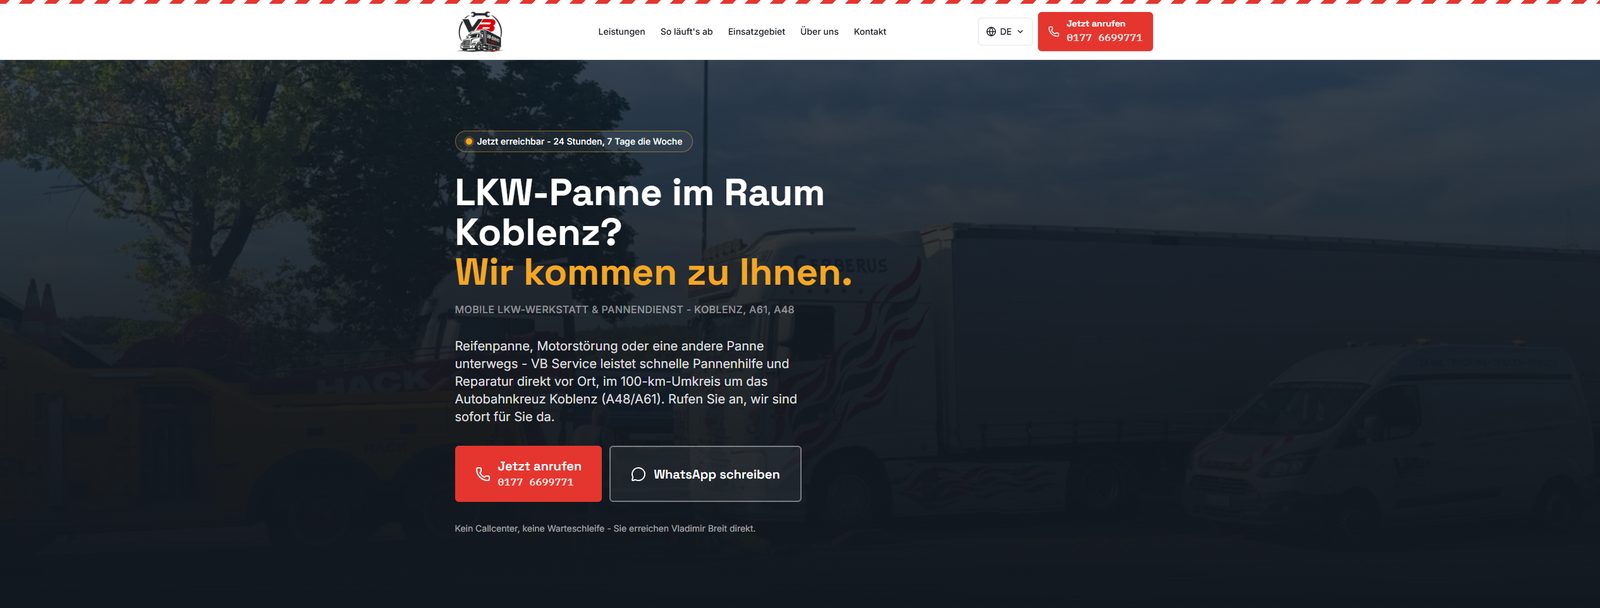 VB
Leistungen
So läuft's ab
Einsatzgebiet
Über uns
Kontakt
DE
Jetzt anrufen
0177 6699771
Jetzt erreichbar - 24 Stunden, 7 Tage die Woche
LKW-Panne im Raum
Koblenz?
Wir kommen zu Ihnen.
MOBILE LKW-WERKSTATT & PANNENDIENST - KOBLENZ, A61, A48
Reifenpanne, Motorstörung oder eine andere Panne
unterwegs - VB Service leistet schnelle Pannenhilfe und
Reparatur direkt vor Ort, im 100-km-Umkreis um das
Autobahnkreuz Koblenz (A48/A61). Rufen Sie an, wir sind
sofort für Sie da.
Jetzt anrufen
0177 6699771
WhatsApp schreiben
Kein Callcenter, keine Warteschleife - Sie erreichen Vladimir Breit direkt.
CERBERUS
HACK
HACK